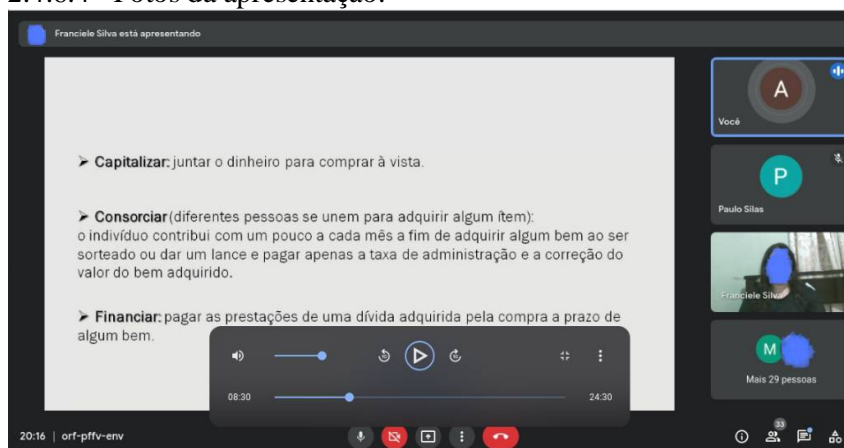 2.4.6.4 Fotos da apresentação:
Franciele Silva está apresentando
➤ Capitalizar: juntar o dinheiro para comprar à vista.
➤ Consorciar (diferentes pessoas se unem para adquirir algum ítem):
o indivíduo contribui com um pouco a cada mês a fim de adquirir algum bem ao ser
sorteado ou dar um lance e pagar apenas a taxa de administração e a correção do
valor do bem adquirido.
➤ Financiar: pagar as prestações de uma dívida adquirida pela compra a prazo de
algum bem.
08:30
24:30
A
Você
P
Paulo Silas
Franciele Silva
M
Mais 29 pessoas
20:16 | orf-pffv-env
33